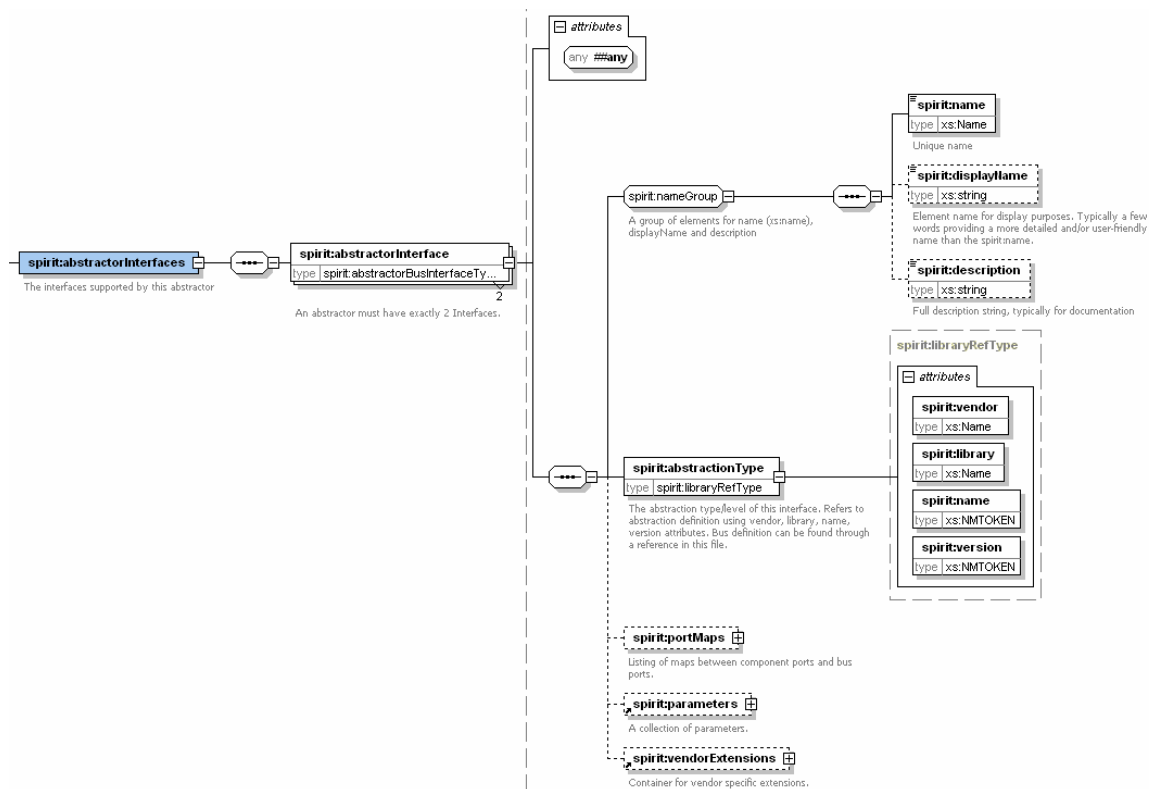 attributes
any ##any
spirit:name
type xs:Name
Unique name
spirit:displayName
type xs:string
Element name for display purposes. Typically a few
words providing a more detailed and/or user-friendly
name than the spirit:name.
spirit:nameGroup
A group of elements for name (xs:name),
displayName and description
spirit:description
type xs:string
Full description string, typically for documentation
spirit:abstractorInterfaces
The interfaces supported by this abstractor
spirit:abstractorInterface
type spirit:abstractorBusInterfaceTy...
2
An abstractor must have exactly 2 Interfaces.
spirit:libraryRefType
attributes
spirit:vendor
type xs:Name
spirit:library
type xs:Name
spirit:name
type xs:NMTOKEN
spirit:version
type xs:NMTOKEN
spirit:abstractionType
type spirit:libraryRefType
The abstraction type/level of this interface. Refers to
abstraction definition using vendor, library, name,
version attributes. Bus definition can be found through
a reference in this file.
spirit:portMaps
Listing of maps between component ports and bus
ports.
spirit:parameters
A collection of parameters.
spirit:vendorExtensions
Container for vendor specific extensions.